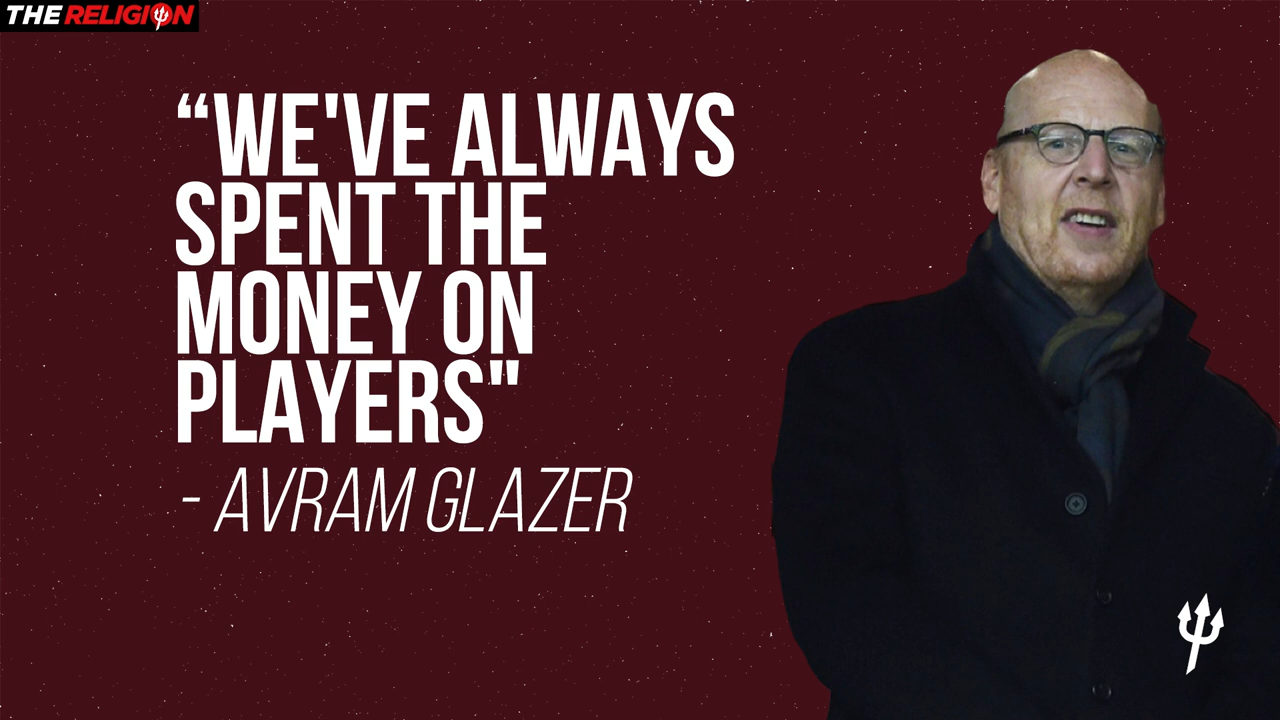 THE RELIGION
“WE'VE ALWAYS
SPENT THE
MONEY ON
PLAYERS"
- AVRAM GLAZER